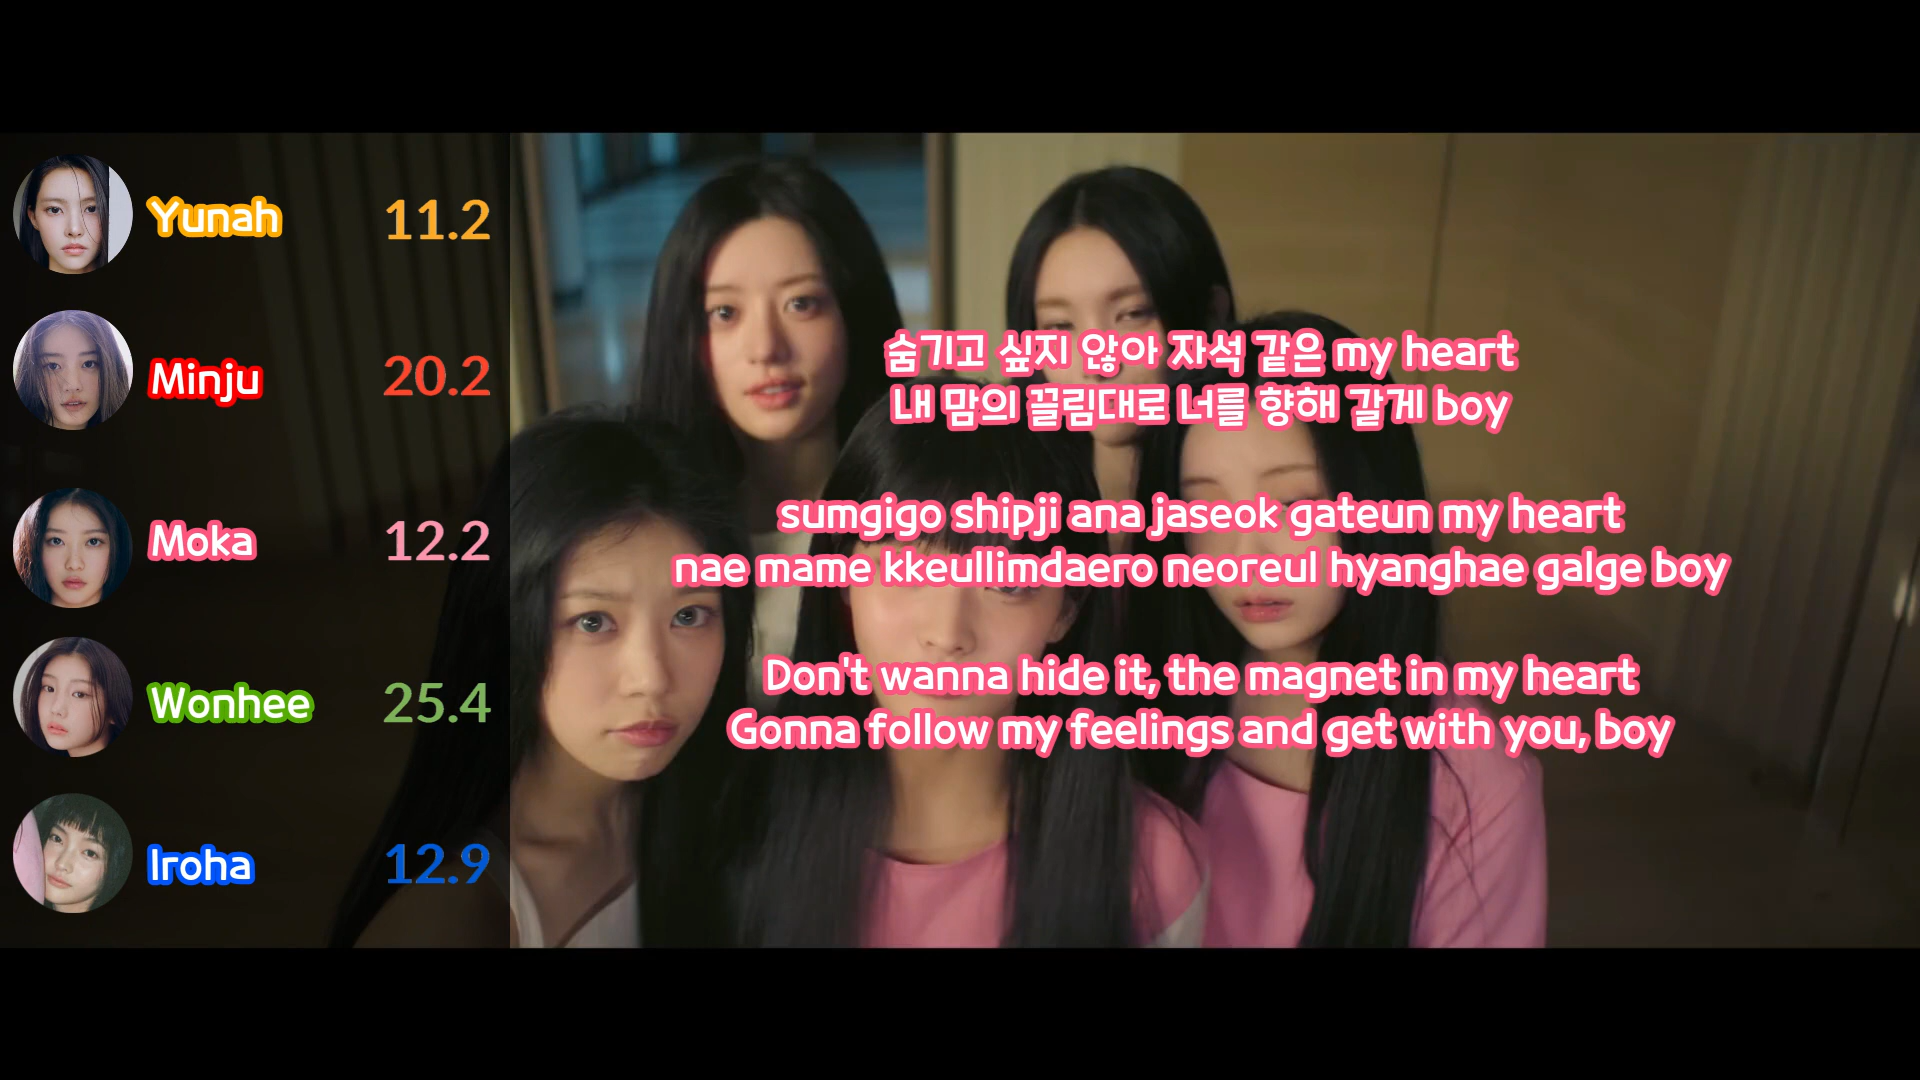 Yunah 11.2
Minju 20.2
Moka 12.2
Wonhee 25.4
Iroha 12.9
숨기고 싶지 않아 자석 같은 my heart
내 맘의 끌림대로 너를 향해 갈게 boy
sumgigo shipji ana jaseok gateun my heart
nae mame kkeullimdaero neoreul hyanghae galge boy
Don't wanna hide it, the magnet in my heart
Gonna follow my feelings and get with you, boy